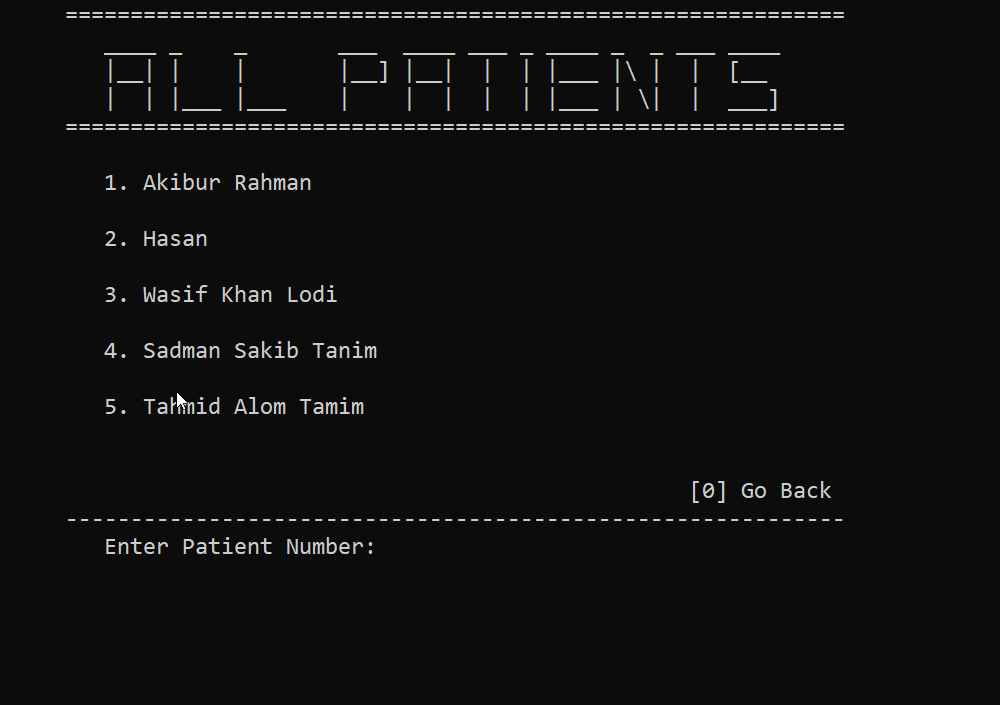 ALL PATIENTS
1. Akibur Rahman
2. Hasan
3. Wasif Khan Lodi
4. Sadman Sakib Tanim
5. Tahmid Alom Tamim
[0] Go Back
Enter Patient Number: